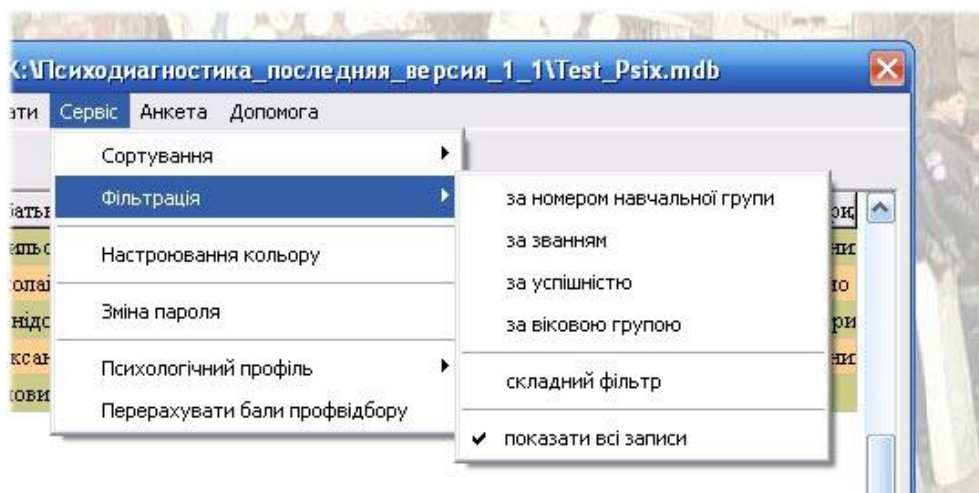 X:\Психодиагностика_последняя_версия_1_1\Test_Psix.mdb
Сервіс Анкета Допомога
Сортування
Фільтрація
Настроювання кольору
Зміна пароля
Психологічний профіль
Перерахувати бали профвідбору
за номером навчальної групи
за званням
за успішністю
за віковою групою
складний фільтр
показати всі записи